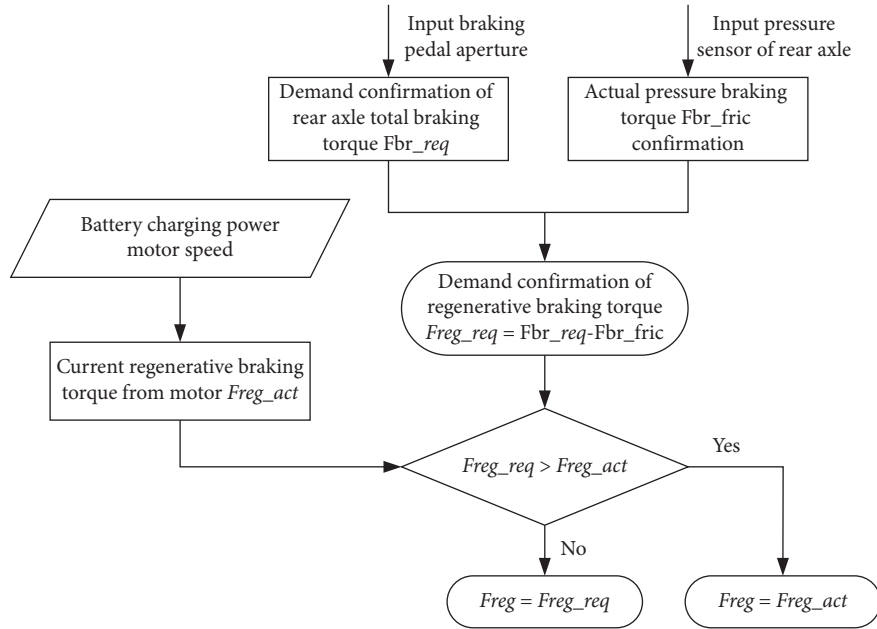 Input braking
pedal aperture
Input pressure
sensor of rear axle
Demand confirmation of
rear axle total braking
torque Fbr_req
Actual pressure braking
torque Fbr_fric
confirmation
Battery charging power
motor speed
Demand confirmation of
regenerative braking torque
Freg_req = Fbr_req-Fbr_fric
Current regenerative braking
torque from motor Freg_act
Freg_req > Freg_act
Yes
No
Freg = Freg_req
Freg = Freg_act